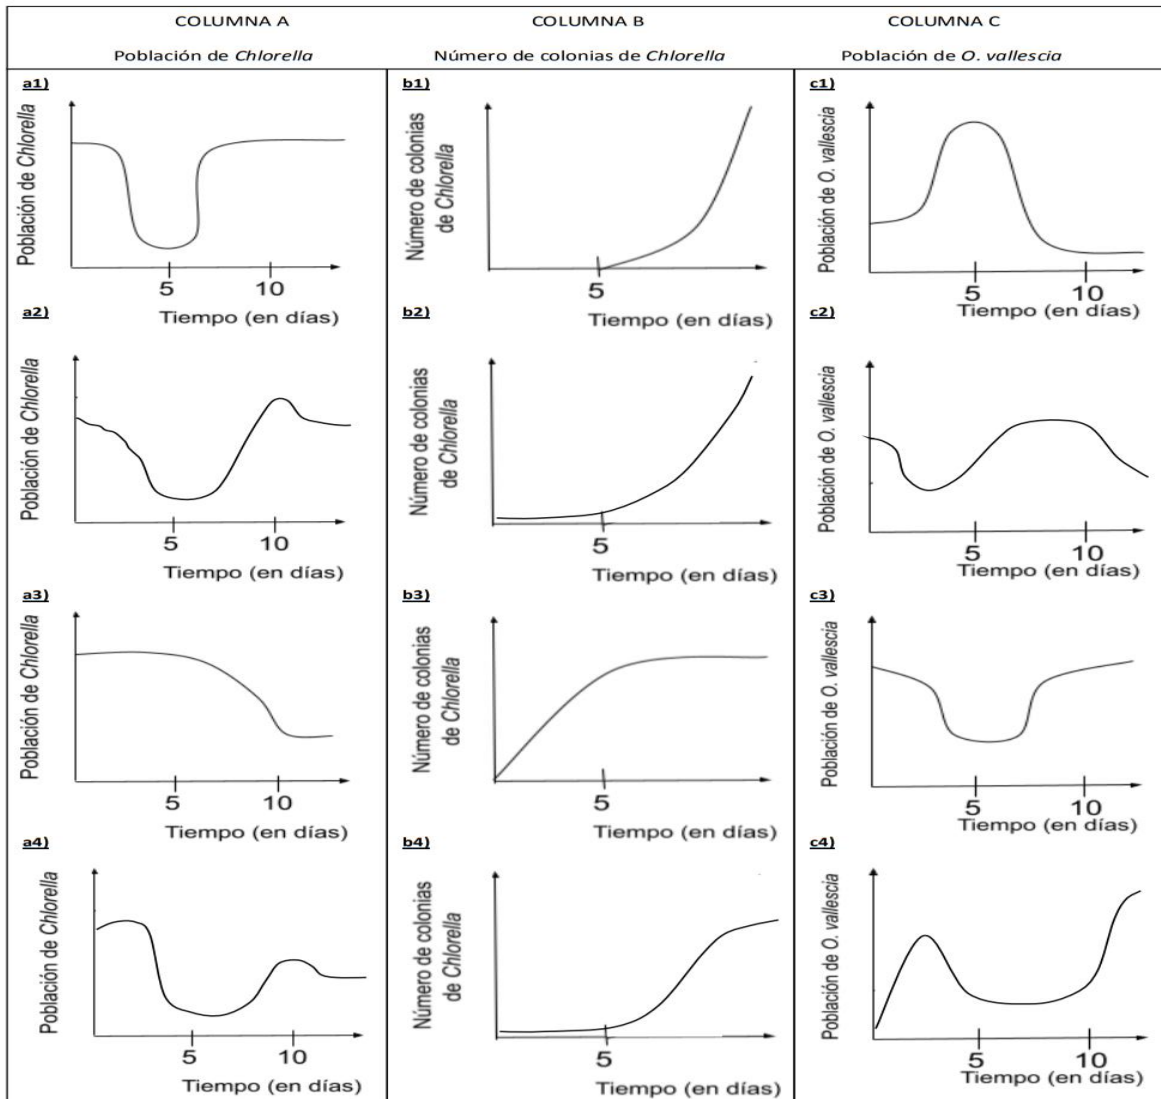 COLUMNA A
COLUMNA B
COLUMNA C
Población de Chlorella
Número de colonias de Chlorella
Población de O. vallescia
a1)
Población de Chlorella
5
10
Tiempo (en días)
b1)
Número de colonias
de Chlorella
5
Tiempo (en días)
c1)
Población de O. vallescia
5
10
Tiempo (en días)
a2)
Población de Chlorella
5
10
Tiempo (en días)
b2)
Número de colonias
de Chlorella
5
Tiempo (en días)
c2)
Población de O. vallescia
5
10
Tiempo (en días)
a3)
Población de Chlorella
5
10
Tiempo (en días)
b3)
Número de colonias
de Chlorella
5
Tiempo (en días)
c3)
Población de O. vallescia
5
10
Tiempo (en días)
a4)
Población de Chlorella
5
10
Tiempo (en días)
b4)
Número de colonias
de Chlorella
5
Tiempo (en días)
c4)
Población de O. vallescia
5
10
Tiempo (en días)